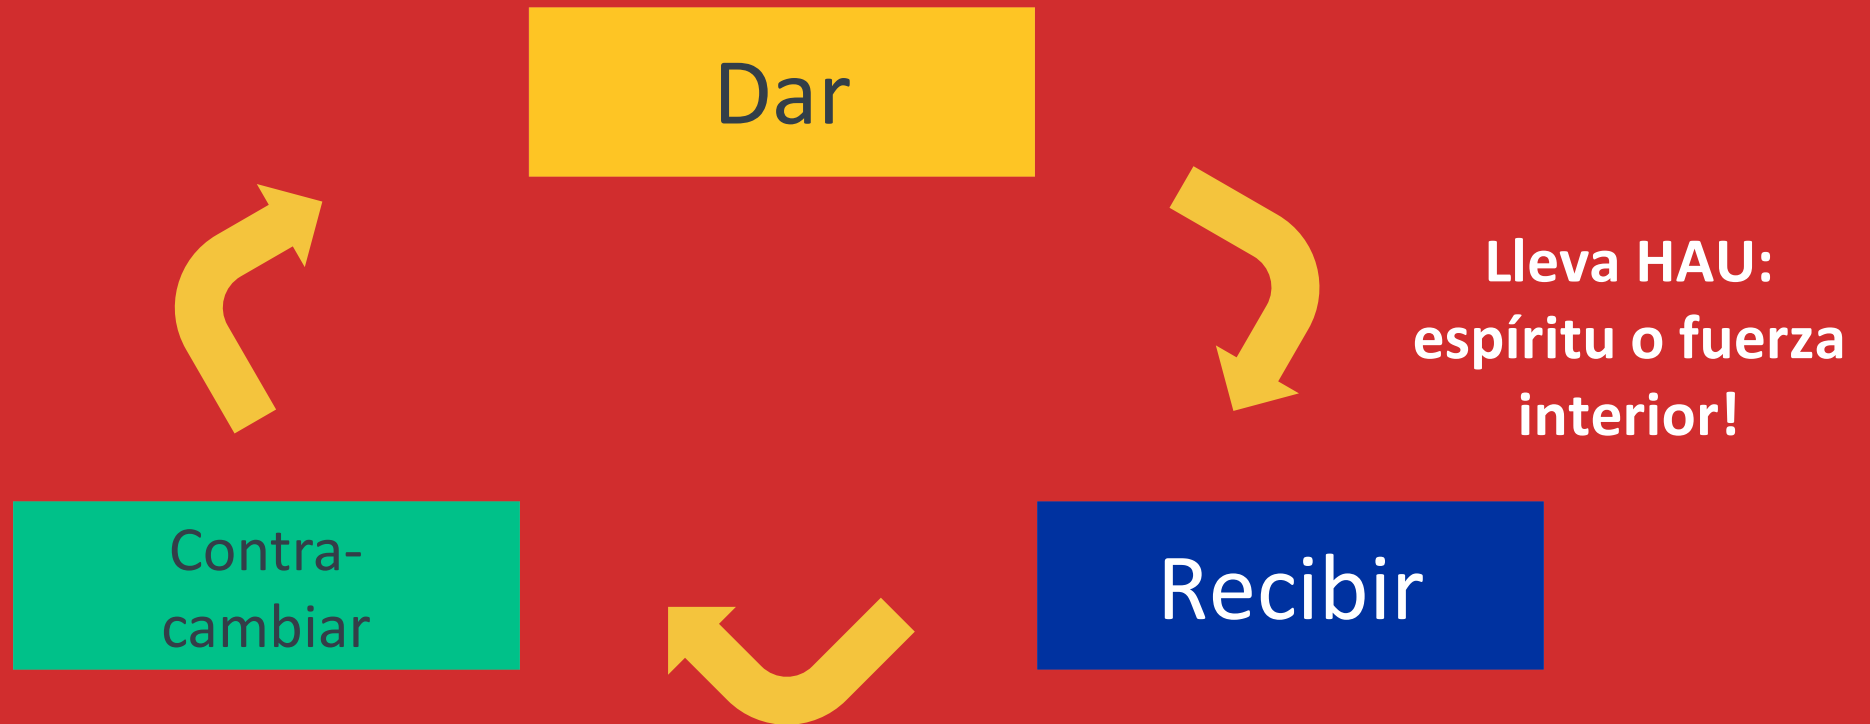 Dar
Lleva HAU:
espíritu o fuerza
interior!
Contra-
cambiar
Recibir